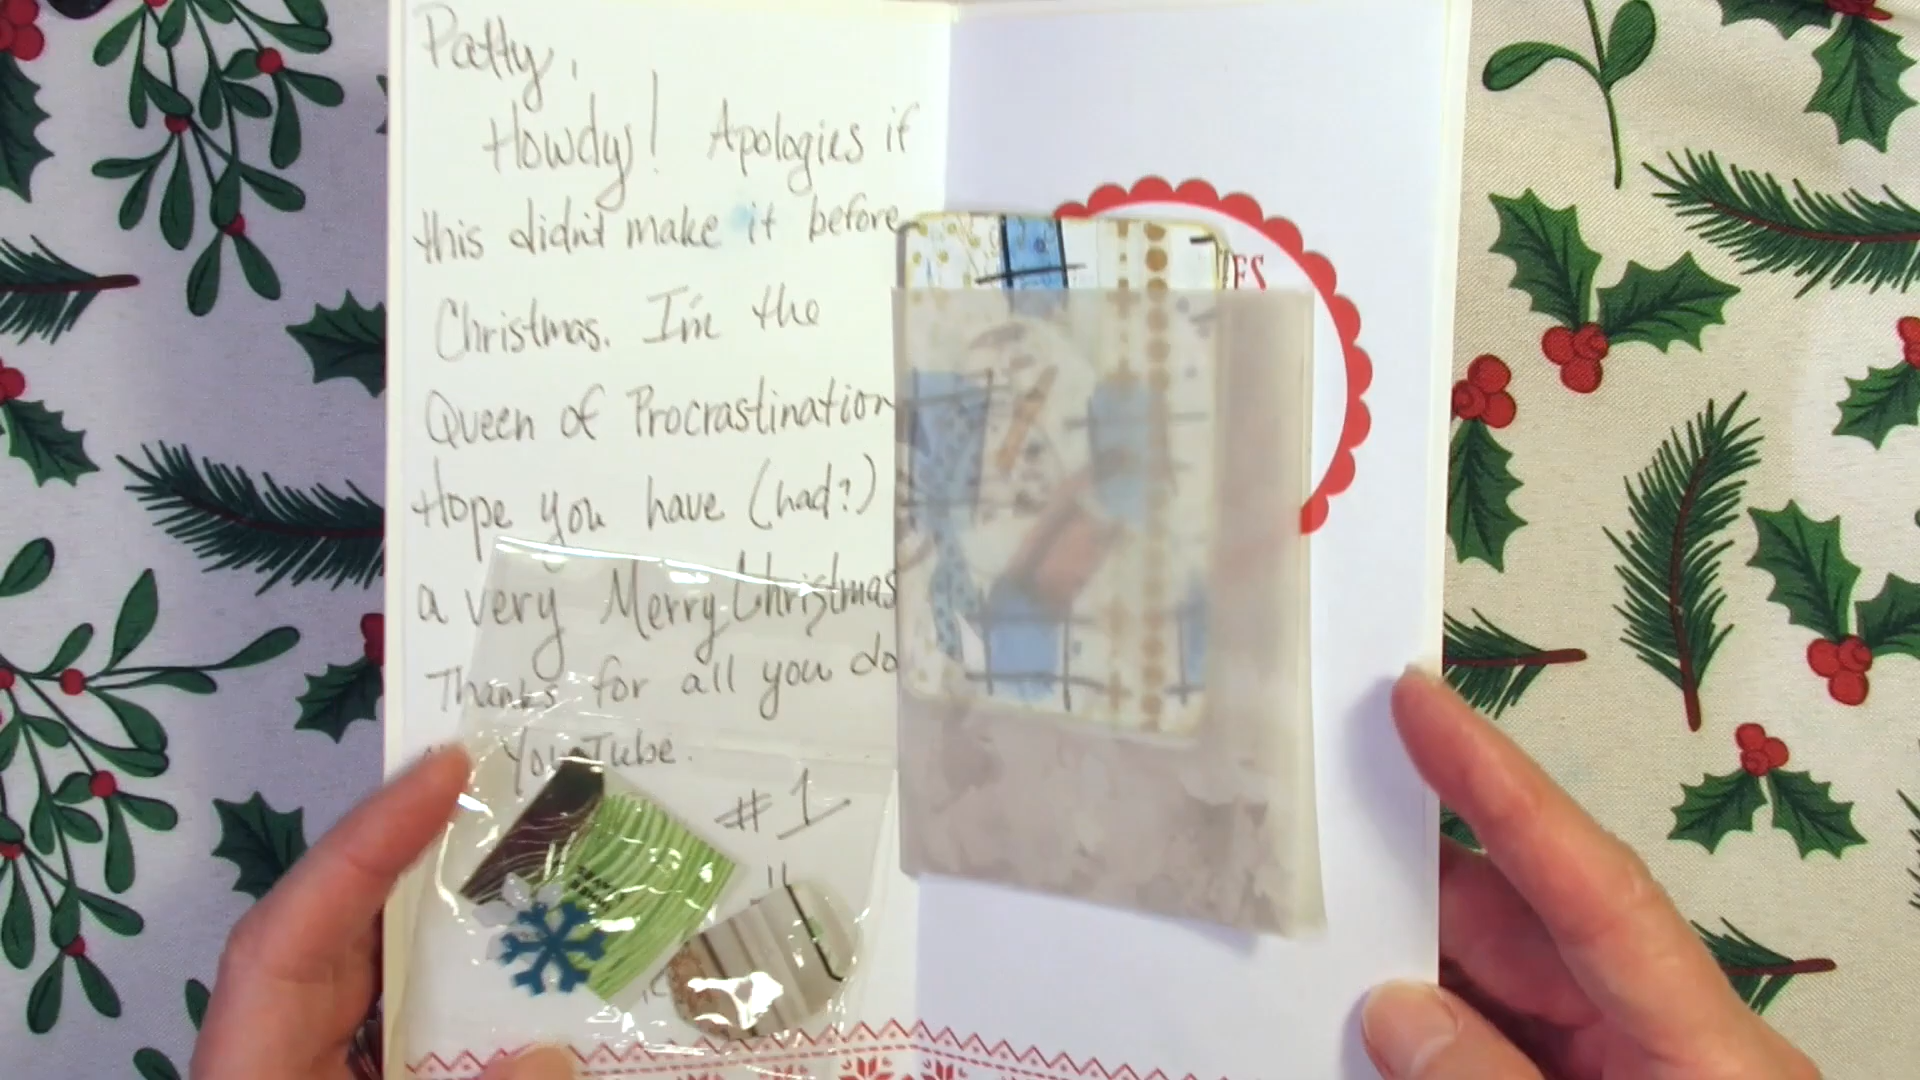 Patty,
Howdy! Apologies if
this didn't make it before
Christmas. I'm the
Queen of Procrastination
Hope you have (had?)
a very Merry Christmas
Thanks for all you do
YouTube.
#1